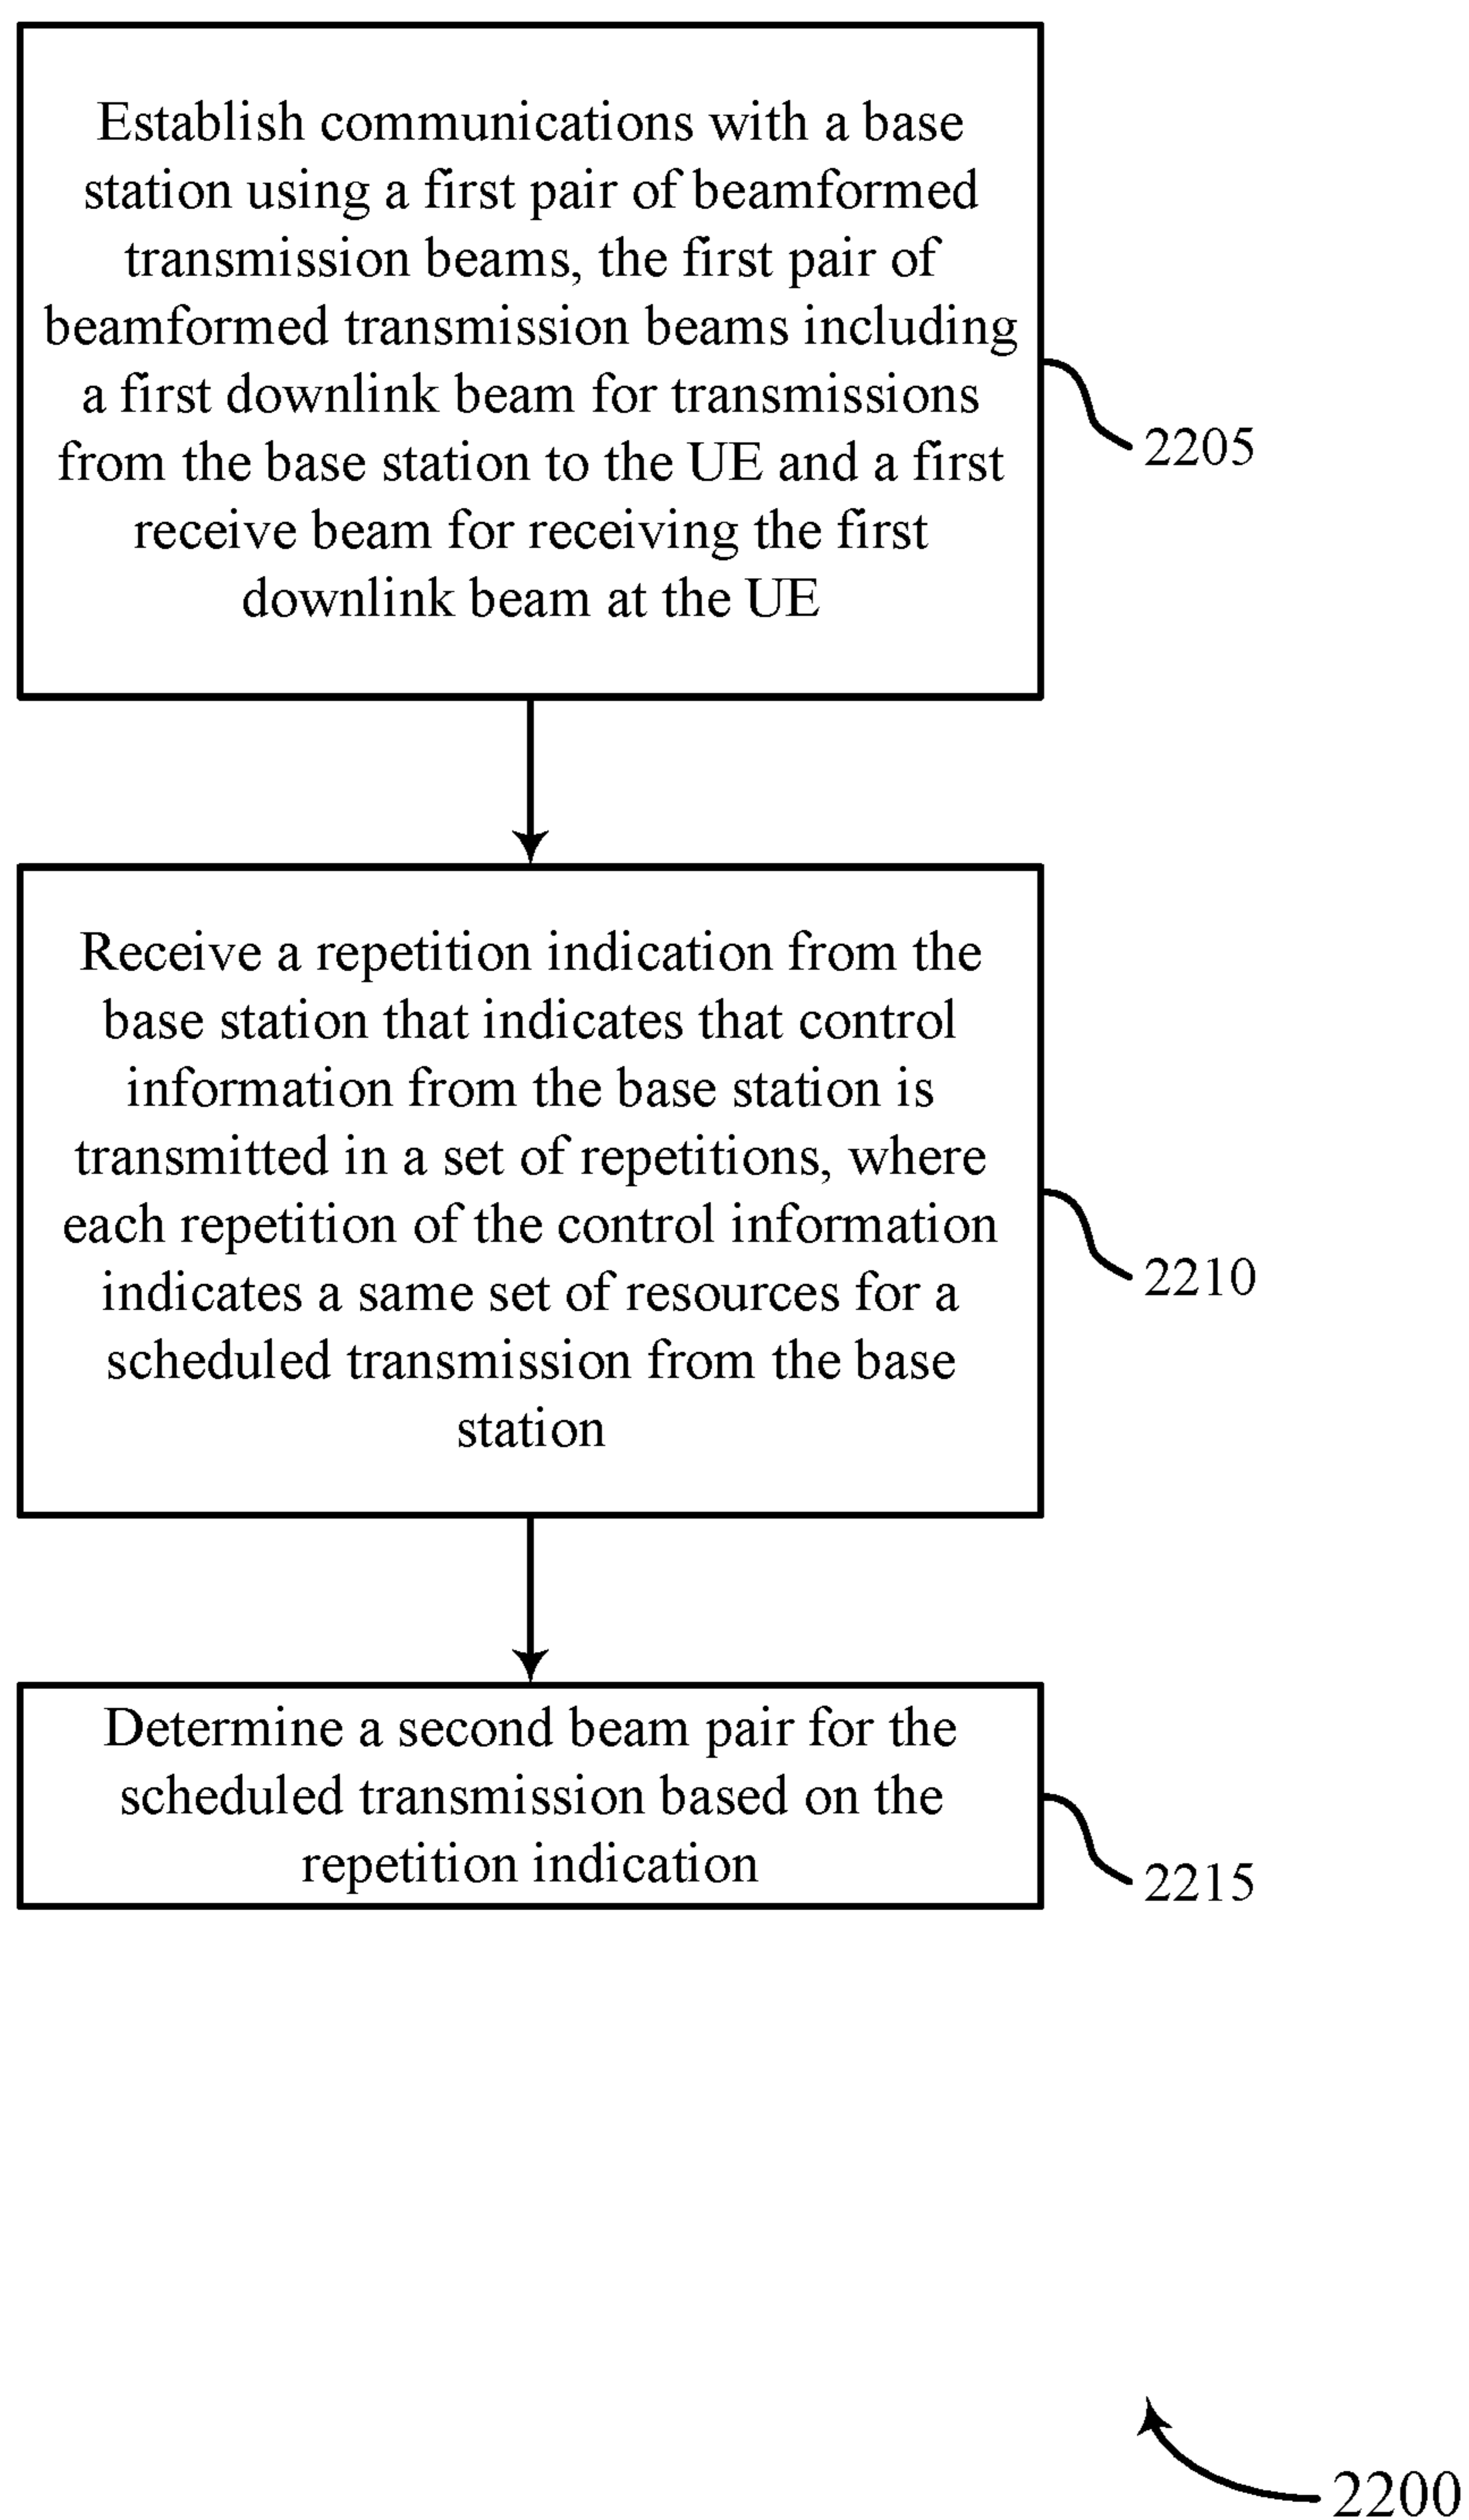 Establish communications with a base
station using a first pair of beamformed
transmission beams, the first pair of
beamformed transmission beams including
a first downlink beam for transmissions
from the base station to the UE and a first
receive beam for receiving the first
downlink beam at the UE
2205
Receive a repetition indication from the
base station that indicates that control
information from the base station is
transmitted in a set of repetitions, where
each repetition of the control information
indicates a same set of resources for a
scheduled transmission from the base
station
2210
Determine a second beam pair for the
scheduled transmission based on the
repetition indication
2215
2200